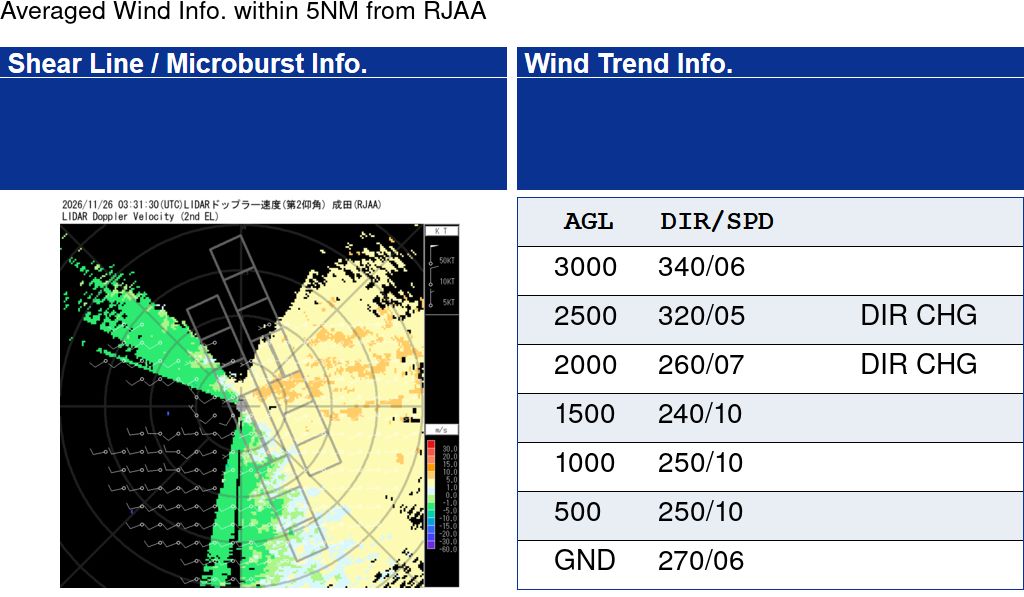 Averaged Wind Info. within 5NM from RJAA
Shear Line / Microburst Info.
2026/11/26 03:31:30(UTC)LIDARドップラー速度(第2仰角) 成田(RJAA)
LIDAR Doppler Velocity (2nd EL)
K T
50KT
10KT
5KT
m/s
30.0
20.0
15.0
10.0
5.0
1.0
0.0
-1.0
-5.0
-10.0
-15.0
-20.0
-30.0
-60.0
Wind Trend Info.
AGL DIR/SPD
3000 340/06
2500 320/05 DIR CHG
2000 260/07 DIR CHG
1500 240/10
1000 250/10
500 250/10
GND 270/06